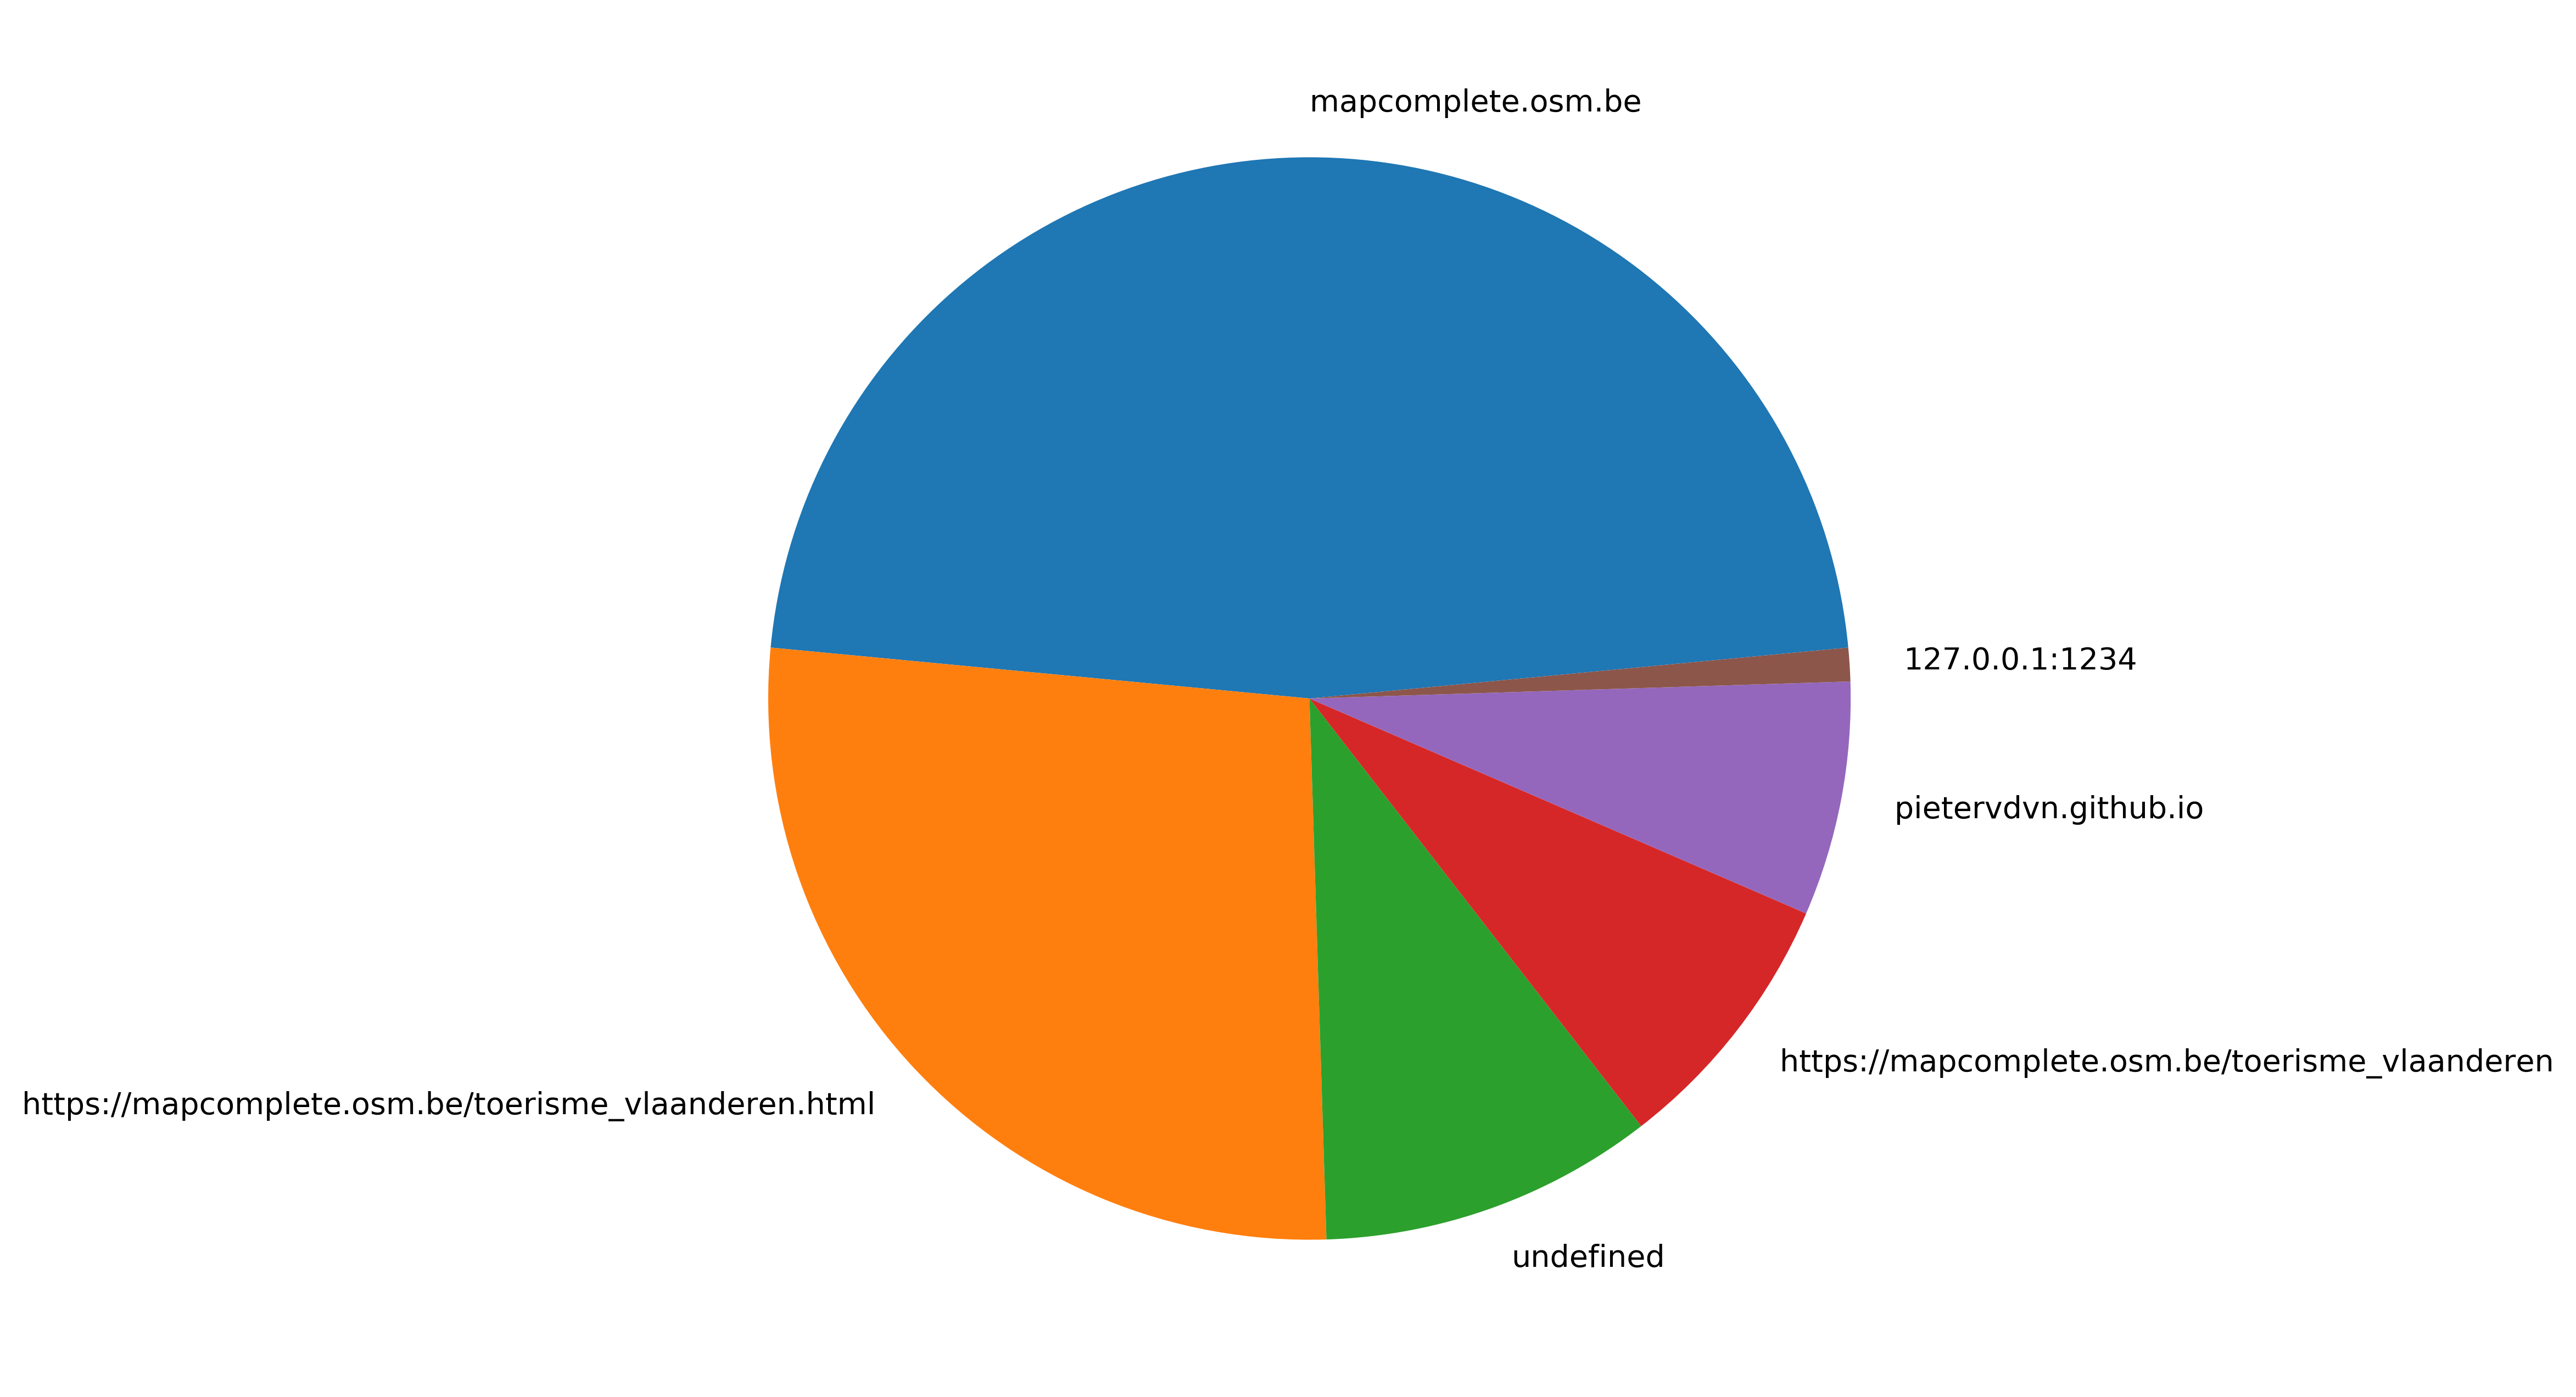 mapcomplete.osm.be
127.0.0.1:1234
pietervdvn.github.io
https://mapcomplete.osm.be/toerisme_vlaanderen
https://mapcomplete.osm.be/toerisme_vlaanderen.html
undefined